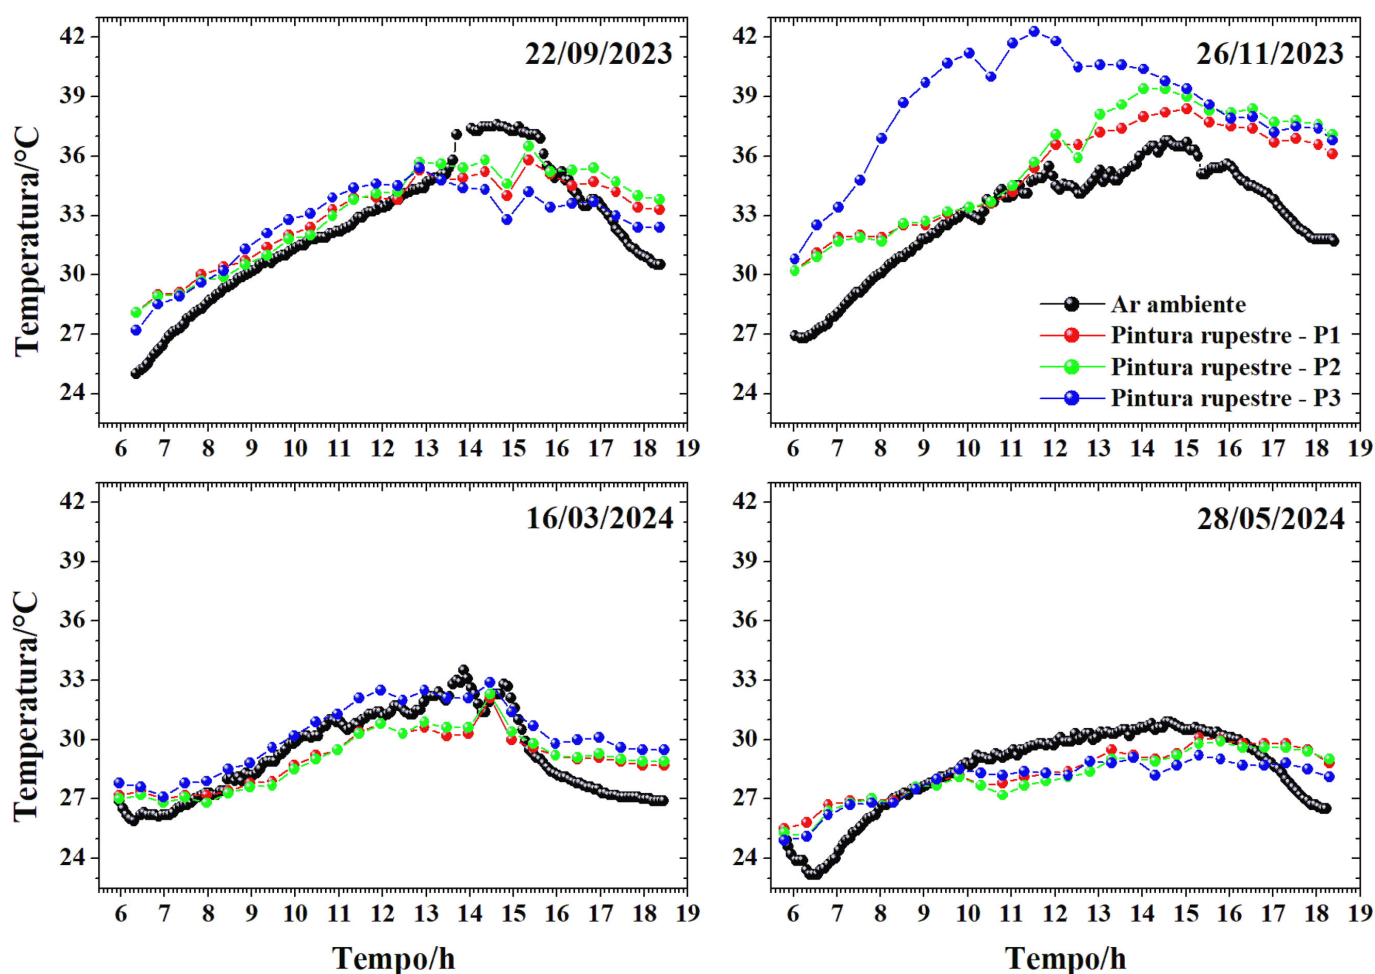 22/09/2023
26/11/2023
Temperatura/°C
42
39
36
33
30
27
24
42
39
36
33
30
27
24
Ar ambiente
Pintura rupestre - P1
Pintura rupestre - P2
Pintura rupestre - P3
6 7 8 9 10 11 12 13 14 15 16 17 18 19
6 7 8 9 10 11 12 13 14 15 16 17 18 19
16/03/2024
28/05/2024
Temperatura/°C
42
39
36
33
30
27
24
42
39
36
33
30
27
24
6 7 8 9 10 11 12 13 14 15 16 17 18 19
6 7 8 9 10 11 12 13 14 15 16 17 18 19
Tempo/h
Tempo/h